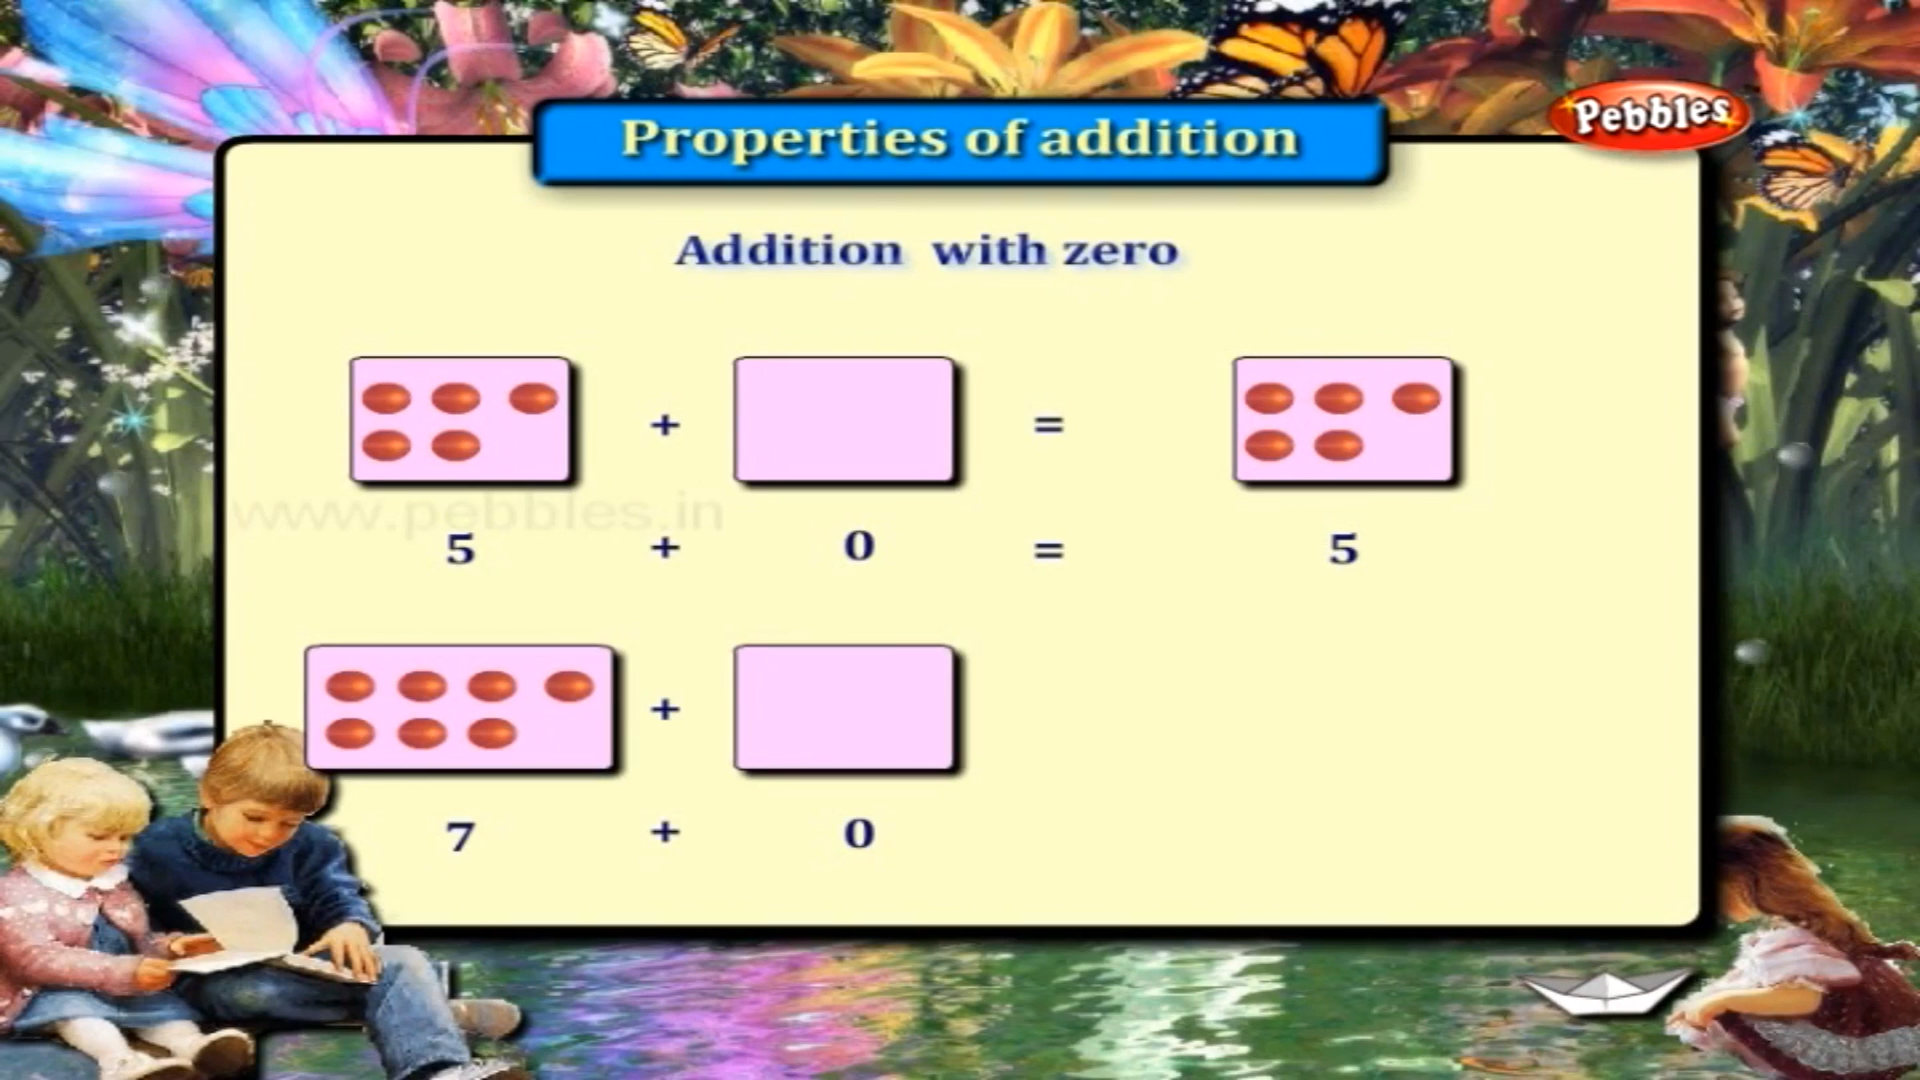 Pebbles
Properties of addition
Addition with zero
+ =
www.pebbles.in
5 + 0 = 5
+
7 + 0